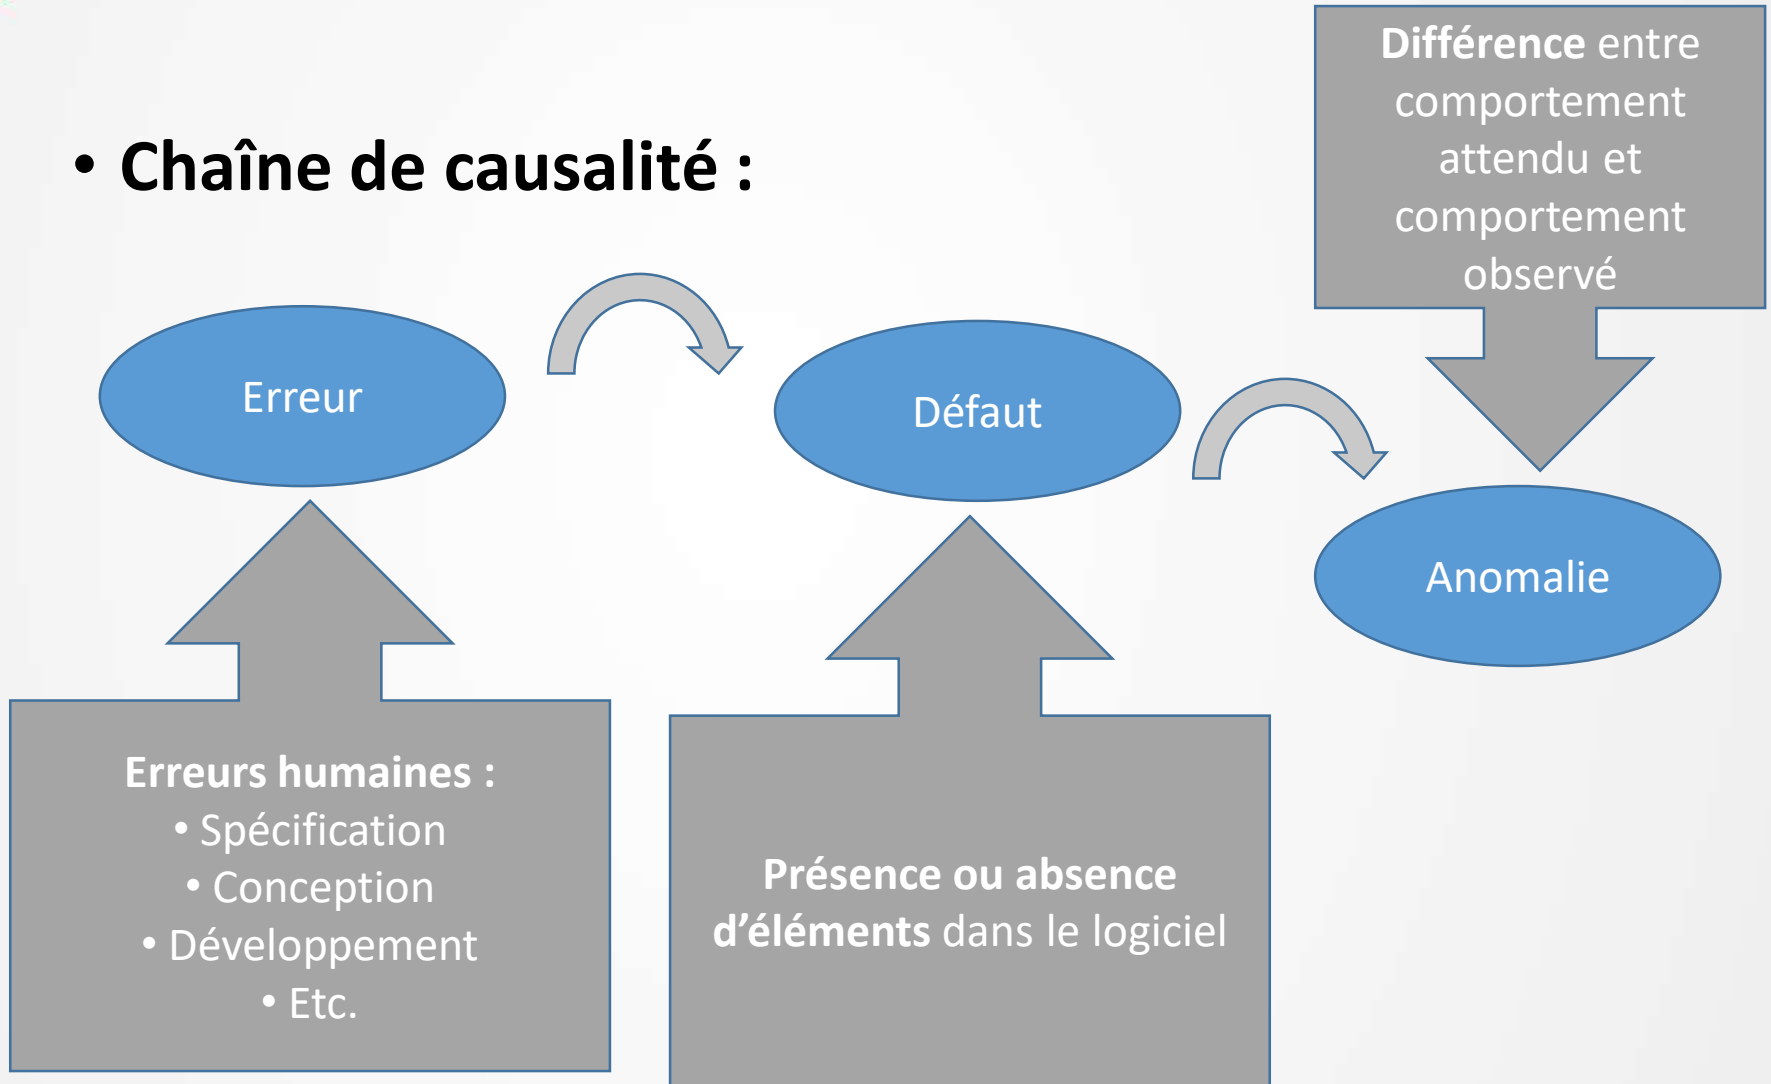 • Chaîne de causalité :
Différence entre
comportement
attendu et
comportement
observé
Erreur
Défaut
Anomalie
Erreurs humaines :
• Spécification
• Conception
• Développement
• Etc.
Présence ou absence
d’éléments dans le logiciel